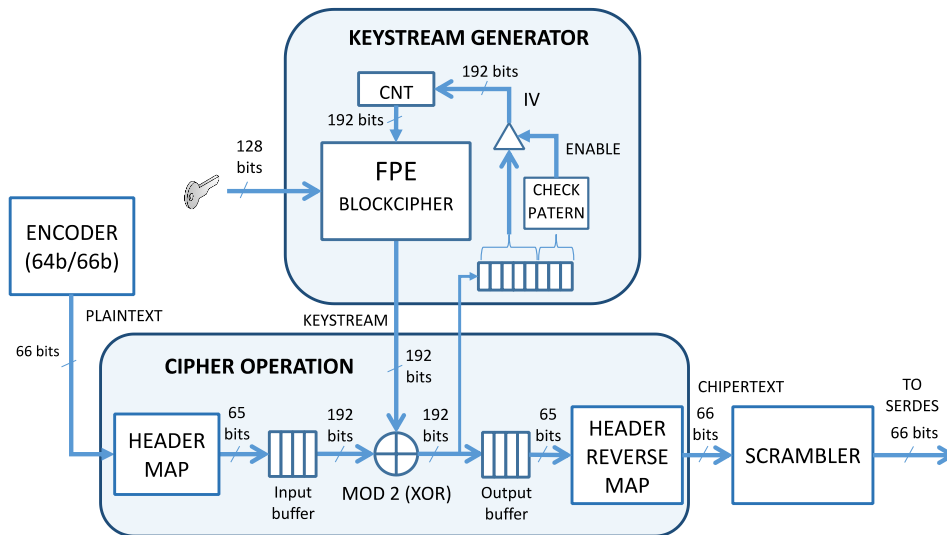 KEYSTREAM GENERATOR
192 bits
CNT
IV
192 bits
ENABLE
128
bits
FPE
BLOCKCIPHER
CHECK
PATERN
ENCODER
(64b/66b)
PLAINTEXT
KEYSTREAM
66 bits
CIPHER OPERATION
192
bits
CHIPERTEXT
TO
SERDES
65
bits
192
bits
192
bits
65
bits
66
bits
66 bits
HEADER
MAP
HEADER
REVERSE
MAP
SCRAMBLER
MOD 2 (XOR)
Input
buffer
Output
buffer